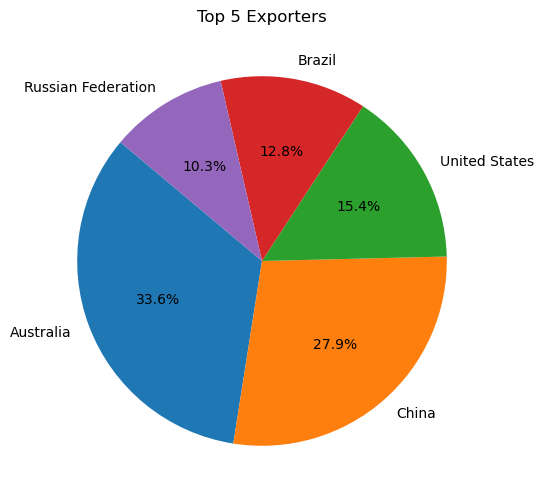 Top 5 Exporters
Brazil
Russian Federation
12.8%
10.3%
United States
15.4%
33.6%
Australia
27.9%
China